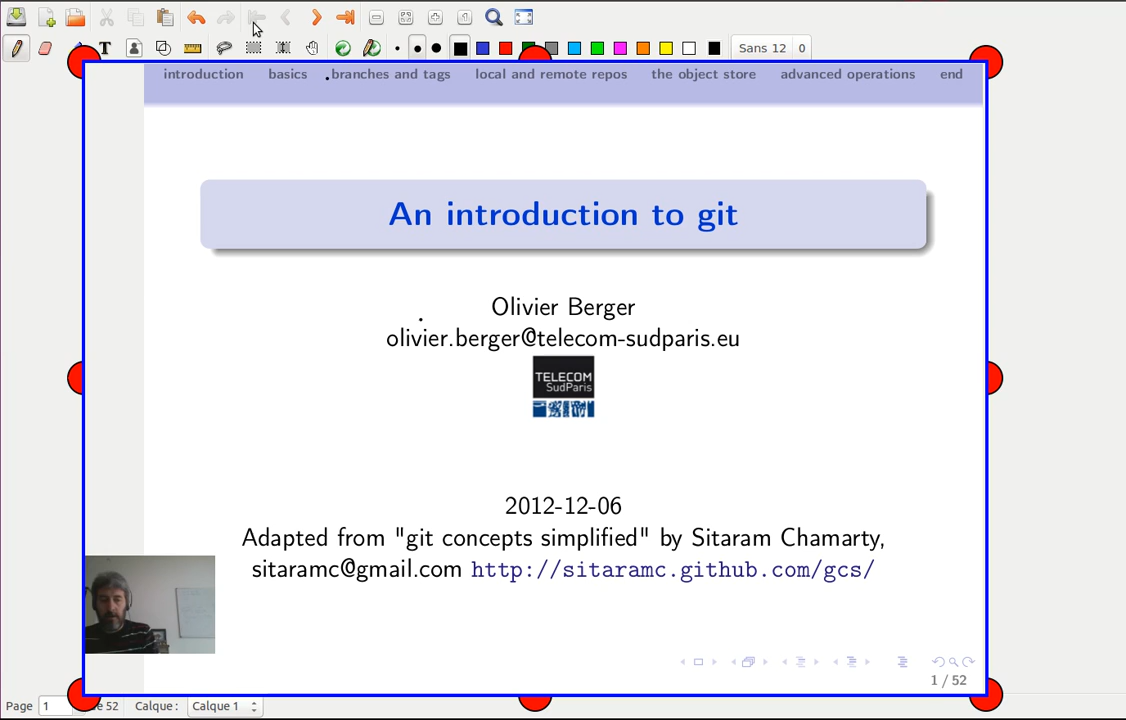 T
Sans 12 0
introduction basics branches and tags local and remote repos the object store advanced operations end
An introduction to git
Olivier Berger
olivier.berger@telecom-sudparis.eu
TELECOM
SudParis
2012-12-06
Adapted from "git concepts simplified" by Sitaram Chamarty,
sitaramc@gmail.com http://sitaramc.github.com/gcs/
1 / 52
Page 1 de 52 Calque : Calque 1